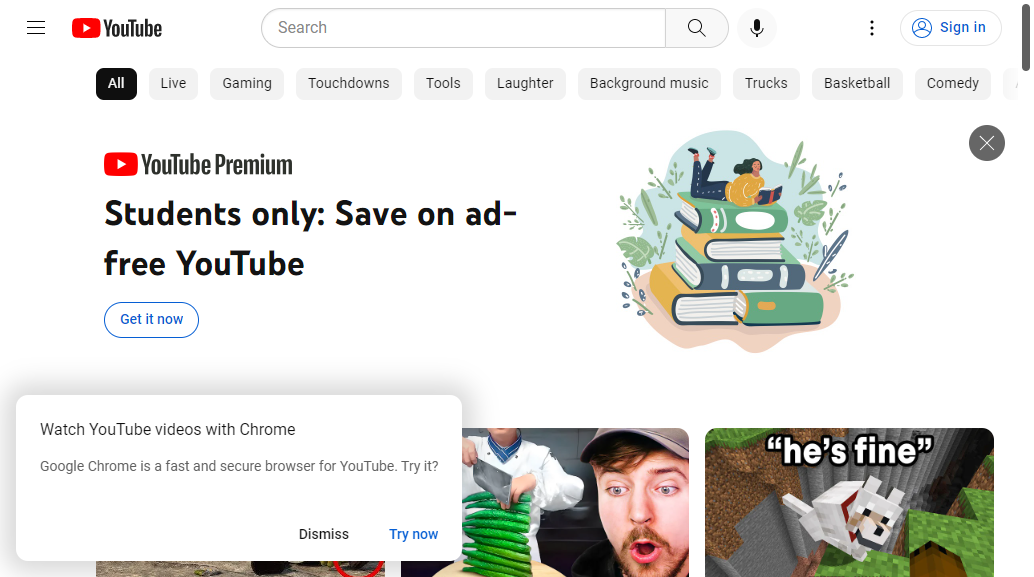 YouTube
Search
Sign in
All
Live
Gaming
Touchdowns
Tools
Laughter
Background music
Trucks
Basketball
Comedy
YouTube Premium
Students only: Save on ad-
free YouTube
Get it now
Watch YouTube videos with Chrome
Google Chrome is a fast and secure browser for YouTube. Try it?
Dismiss
Try now
“he's fine”